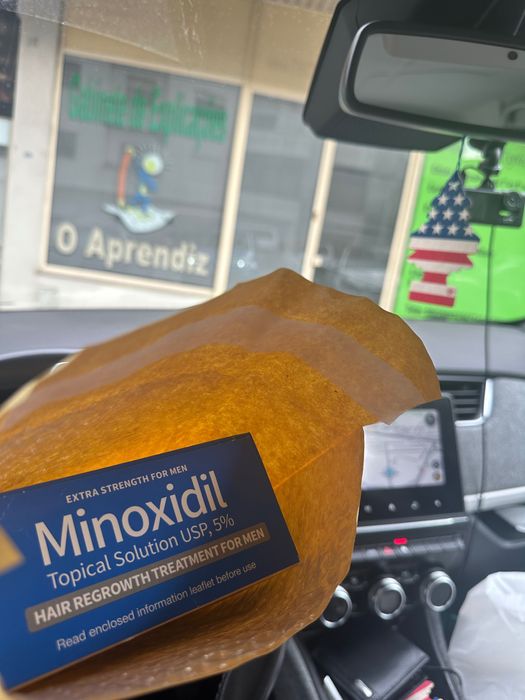 Gabinete de Explicações
O Aprendiz
EXTRA STRENGTH FOR MEN
Minoxidil
Topical Solution USP, 5%
HAIR REGROWTH TREATMENT FOR MEN
Read enclosed information leaflet before use